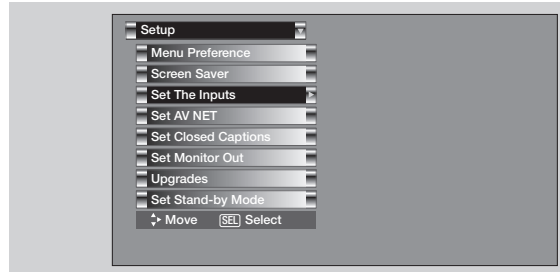 Setup
Menu Preference
Screen Saver
Set The Inputs
Set AV NET
Set Closed Captions
Set Monitor Out
Upgrades
Set Stand-by Mode
Move SEL Select